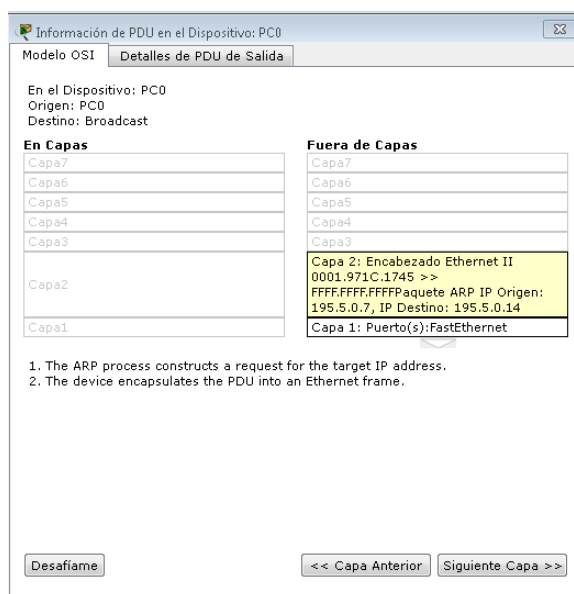 Información de PDU en el Dispositivo: PC0
Modelo OSI
Detalles de PDU de Salida
En el Dispositivo: PC0
Origen: PC0
Destino: Broadcast
En Capas
Capa7
Capa6
Capa5
Capa4
Capa3
Capa2
Capa1
Fuera de Capas
Capa7
Capa6
Capa5
Capa4
Capa3
Capa 2: Encabezado Ethernet II
0001.971C.1745 >>
FFFF.FFFF.FFFFPaquete ARP IP Origen:
195.5.0.7, IP Destino: 195.5.0.14
Capa 1: Puerto(s):FastEthernet
1. The ARP process constructs a request for the target IP address.
2. The device encapsulates the PDU into an Ethernet frame.
Desafíame
<< Capa Anterior
Siguiente Capa >>